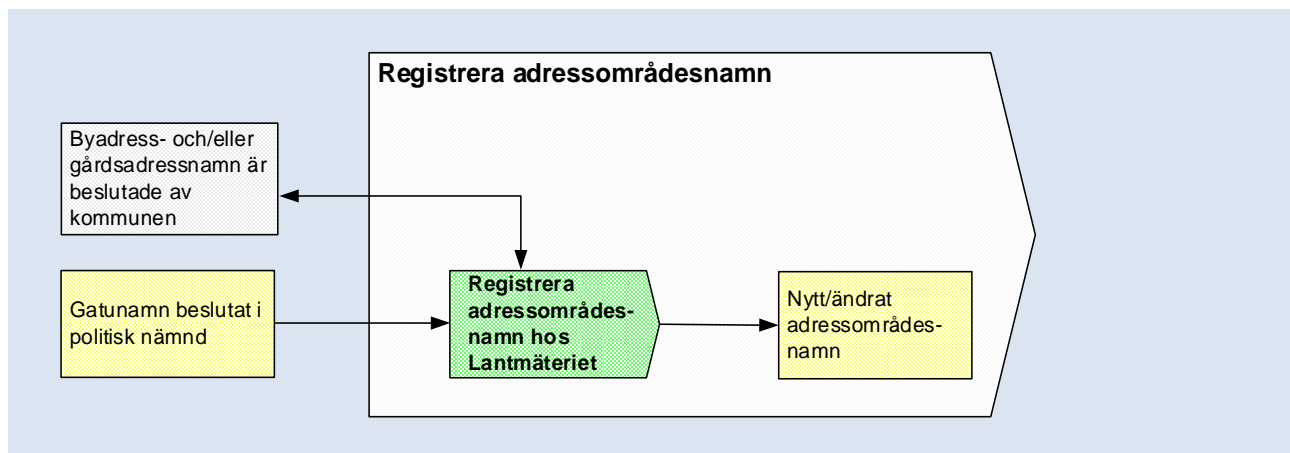 Registrera adressområdesnamn
Byadress- och/eller
gårdsadressnamn är
beslutade av
kommunen
Gatunamn beslutat i
politisk nämnd
Registrera
adressområdes-
namn hos
Lantmäteriet
Nytt/ändrat
adressområdes-
namn